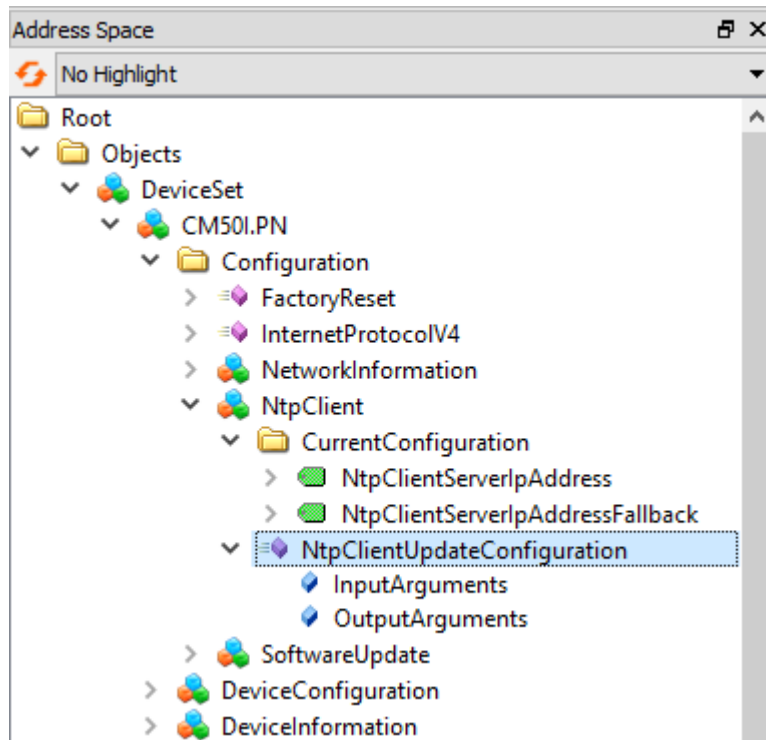 Address Space
No Highlight
Root
Objects
DeviceSet
CM50I.PN
Configuration
FactoryReset
InternetProtocolV4
NetworkInformation
NtpClient
CurrentConfiguration
NtpClientServerIpAddress
NtpClientServerIpAddressFallback
NtpClientUpdateConfiguration
InputArguments
OutputArguments
SoftwareUpdate
DeviceConfiguration
DeviceInformation